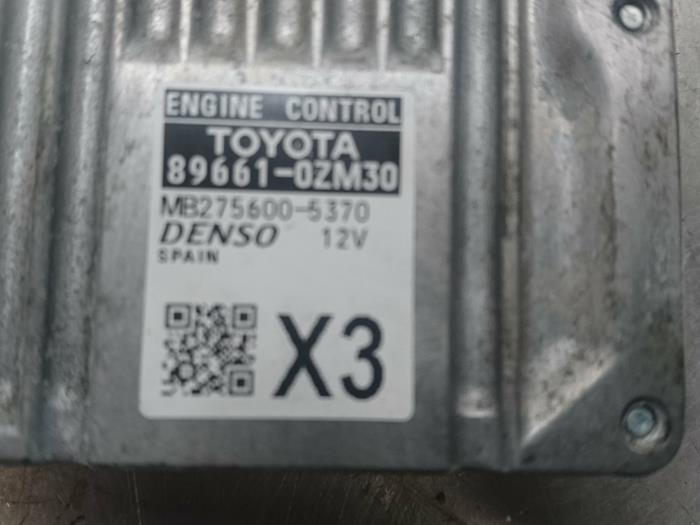 ENGINE CONTROL
TOYOTA
89661-0ZM30
MB275600-5370
DENSO 12V
SPAIN
X3